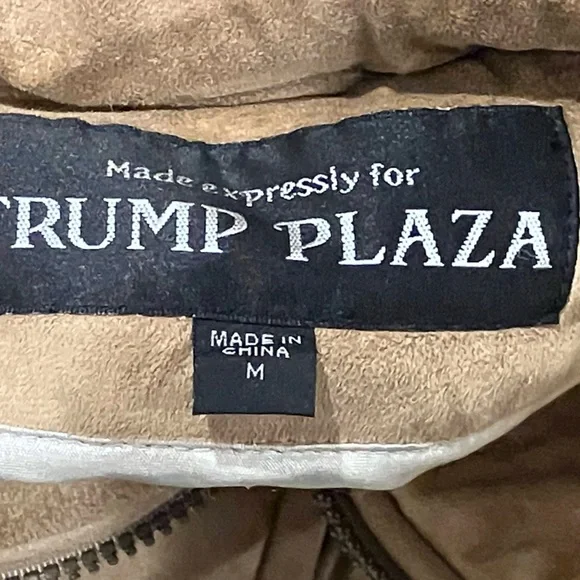 Made expressly for
TRUMP PLAZA
MADE IN
CHINA
M